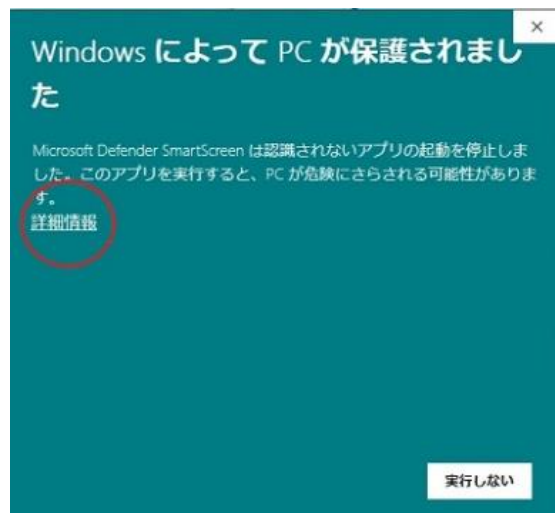 Windows によって PC が保護されまし
た
Microsoft Defender SmartScreen は認識されないアプリの起動を停止しま
した。このアプリを実行すると、PC が危険にさらされる可能性がありま
す。
詳細情報
実行しない